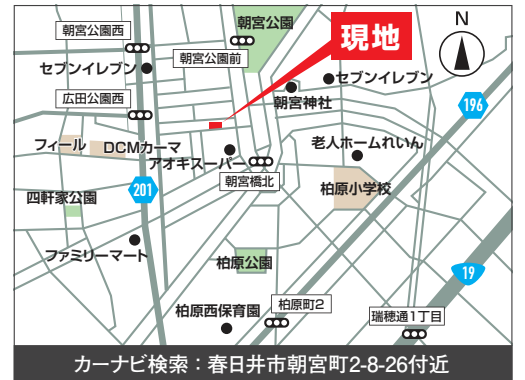 朝宮公園
N
朝宮公園西
現地
朝宮公園前
セブンイレブン
セブンイレブン
広田公園西
朝宮神社
196
フィール
DCMカーマ
アオキスーパー
老人ホームれいん
朝宮橋北
201
四軒家公園
柏原小学校
ファミリーマート
柏原公園
19
柏原町2
柏原西保育園
瑞穂通1丁目
カーナビ検索：春日井市朝宮町2-8-26付近